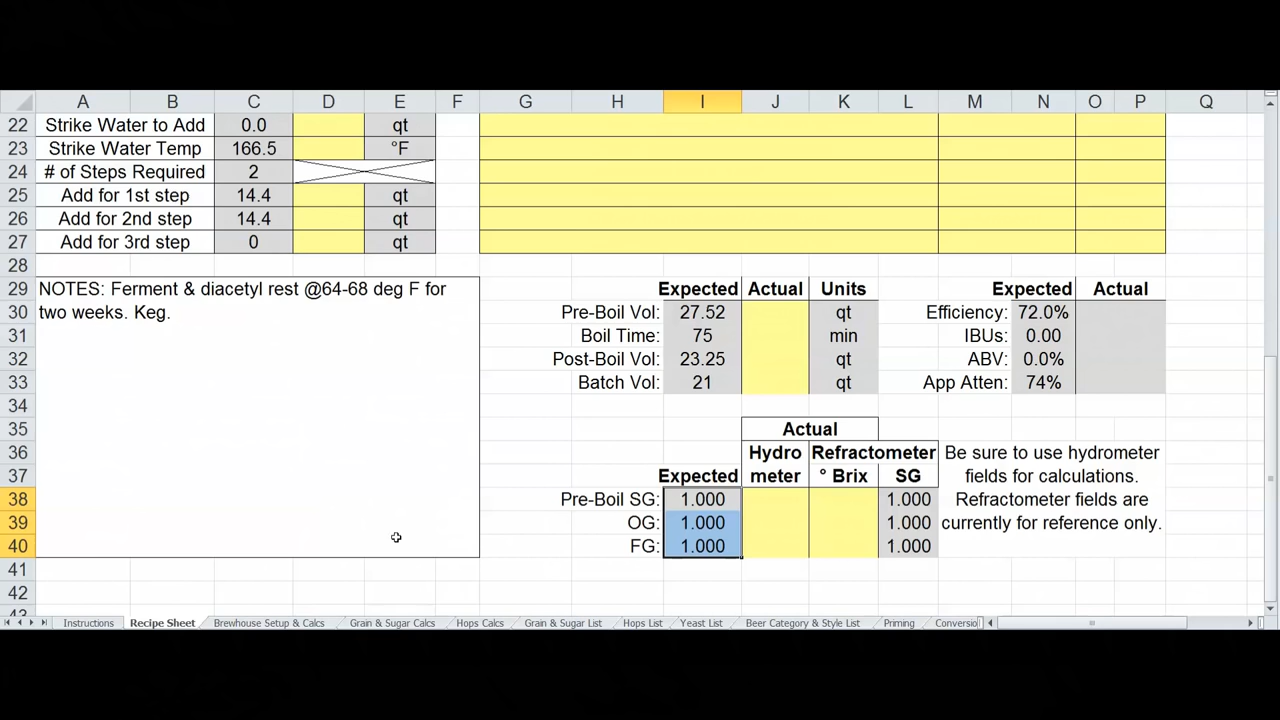 A B C D E F G H I J K L M N O P Q
22 Strike Water to Add 0.0 qt
23 Strike Water Temp 166.5 °F
24 # of Steps Required 2
25 Add for 1st step 14.4 qt
26 Add for 2nd step 14.4 qt
27 Add for 3rd step 0 qt
28
29 NOTES: Ferment & diacetyl rest @64-68 deg F for Expected Actual Units Expected Actual
30 two weeks. Keg. Pre-Boil Vol: 27.52 qt Efficiency: 72.0%
31 Boil Time: 75 min IBUs: 0.00
32 Post-Boil Vol: 23.25 qt ABV: 0.0%
33 Batch Vol: 21 qt App Atten: 74%
34
35 Actual
36 Hydro Refractometer Be sure to use hydrometer
37 Expected meter ° Brix SG fields for calculations.
38 Pre-Boil SG: 1.000 1.000 Refractometer fields are
39 OG: 1.000 1.000 currently for reference only.
40 FG: 1.000 1.000
41
42
43
Instructions Recipe Sheet Brewhouse Setup & Calcs Grain & Sugar Calcs Hops Calcs Grain & Sugar List Hops List Yeast List Beer Category & Style List Priming Conversio